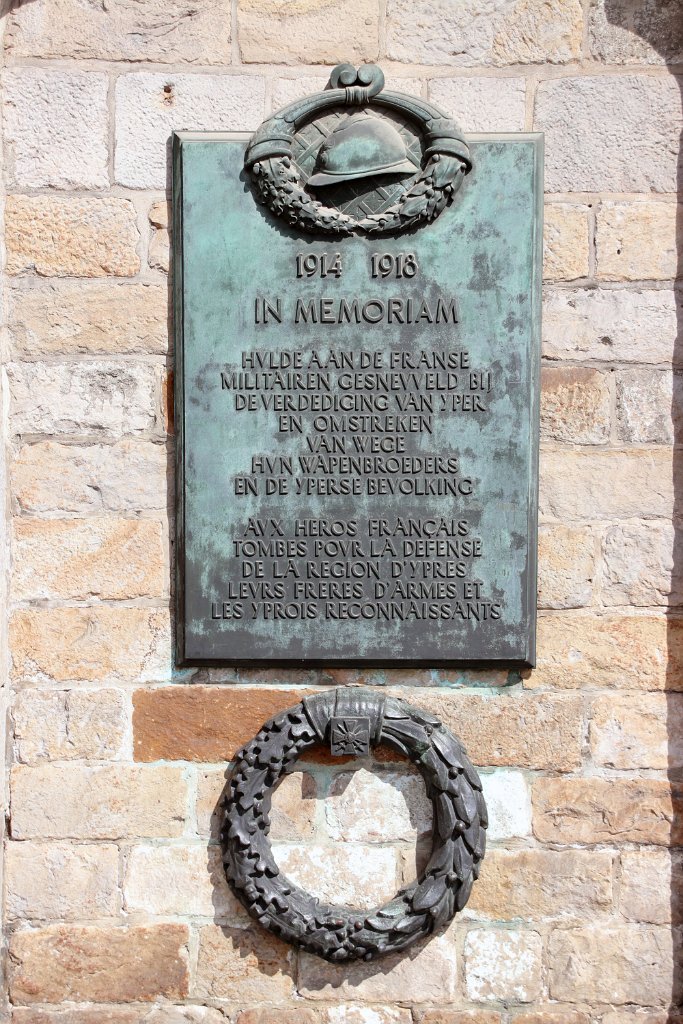 1914 1918
IN MEMORIAM
HVLDE AAN DE FRANSE
MILITAIREN GESNEVVELD BIJ
DE VERDEDIGING VAN YPER
EN OMSTREKEN
VAN WEGE
HVN WAPENBROEDERS
EN DE YPERSE BEVOLKING
AVX HEROS FRANÇAIS
TOMBES POVR LA DEFENSE
DE LA REGION D'YPRES
LEVRS FRERES D'ARMES ET
LES YPROIS RECONNAISSANTS